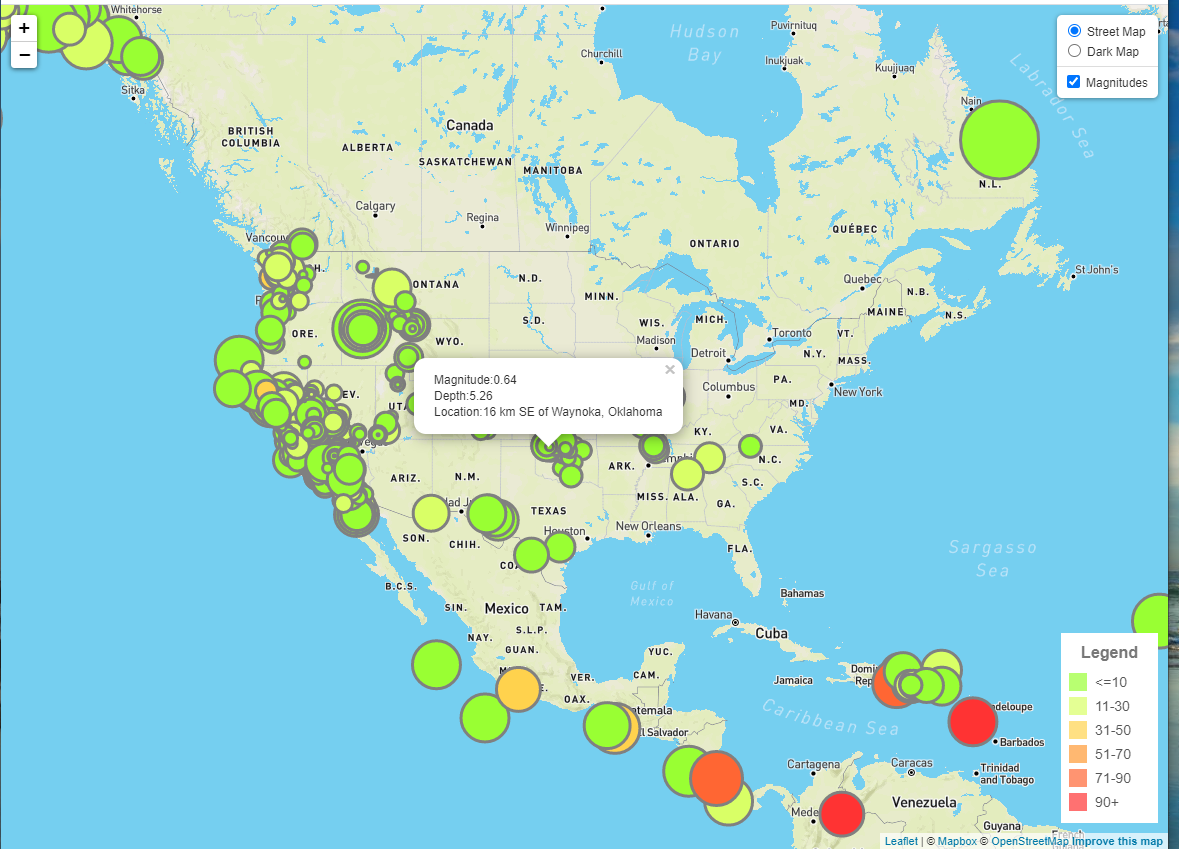 Whitehorse
+
−
Sitka
Hudson
Bay
Churchill
Puvirnituq
Inukjuak
Kuujjuaq
Street Map
Dark Map
Magnitudes
Labrador Sea
Nain
N.L.
BRITISH
COLUMBIA
Canada
ALBERTA
SASKATCHEWAN
MANITOBA
Calgary
Regina
Winnipeg
ONTARIO
QUÉBEC
St John's
Quebec
N.B.
MAINE
N.S.
N.D.
MINN.
S.D.
WIS.
MICH.
Madison
Toronto
VT.
Detroit
N.Y.
MASS.
ORE.
WYO.
Columbus
PA.
New York
MD.
Magnitude:0.64
Depth:5.26
Location:16 km SE of Waynoka, Oklahoma
×
KY.
VA.
N.C.
ARK.
S.C.
ARIZ.
N.M.
MISS.
ALA.
GA.
TEXAS
New Orleans
Houston
SON.
CHIH.
FLA.
Sargasso
Sea
B.C.S.
Gulf of
Mexico
Bahamas
SIN.
Mexico
TAM.
Havana
Cuba
S.L.P.
NAY.
GUAN.
YUC.
CAM.
VER.
OAX.
Jamaica
Caribbean Sea
El Salvador
Barbados
Cartagena
Caracas
Trinidad
and Tobago
Venezuela
Guyana
Legend
<=10
11-30
31-50
51-70
71-90
90+
Leaflet | © Mapbox © OpenStreetMap Improve this map